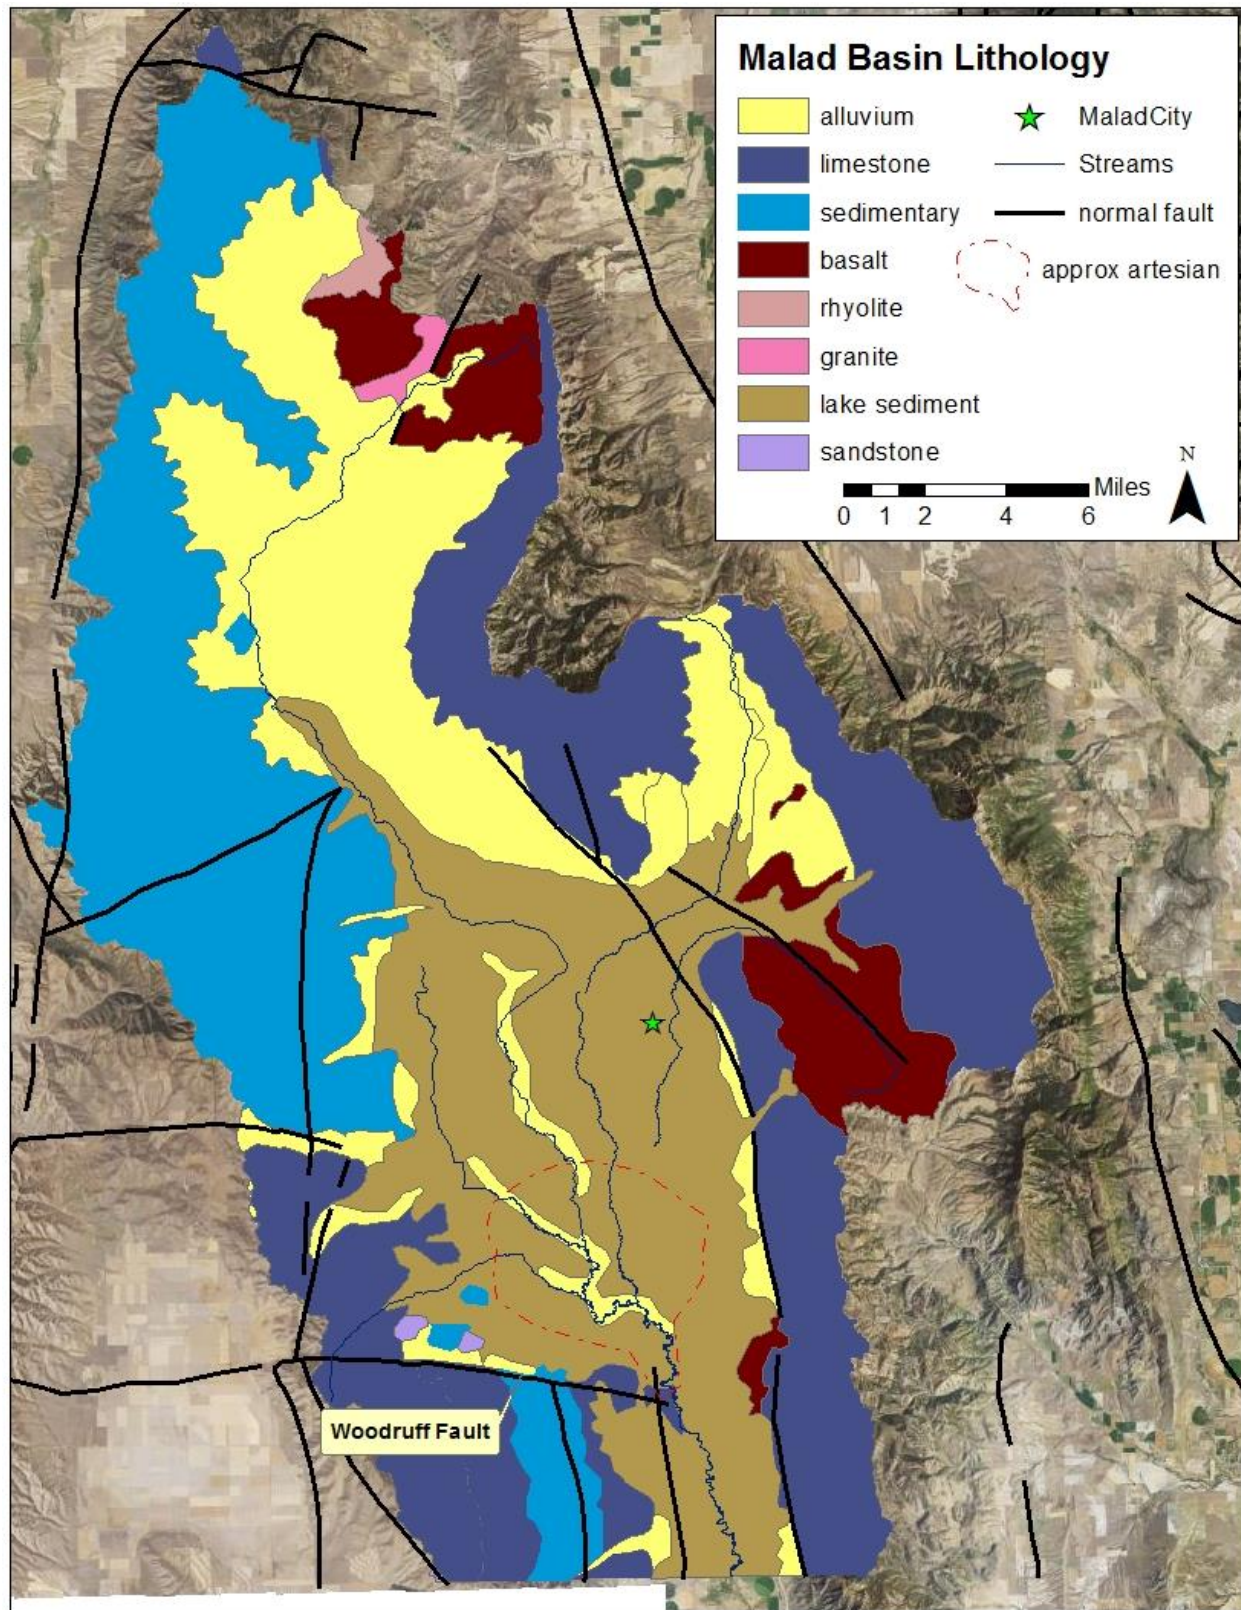 Malad Basin Lithology
alluvium
limestone
sedimentary
basalt
rhyolite
granite
lake sediment
sandstone
MaladCity
Streams
normal fault
approx artesian
N
Miles
0 1 2 4 6
Woodruff Fault